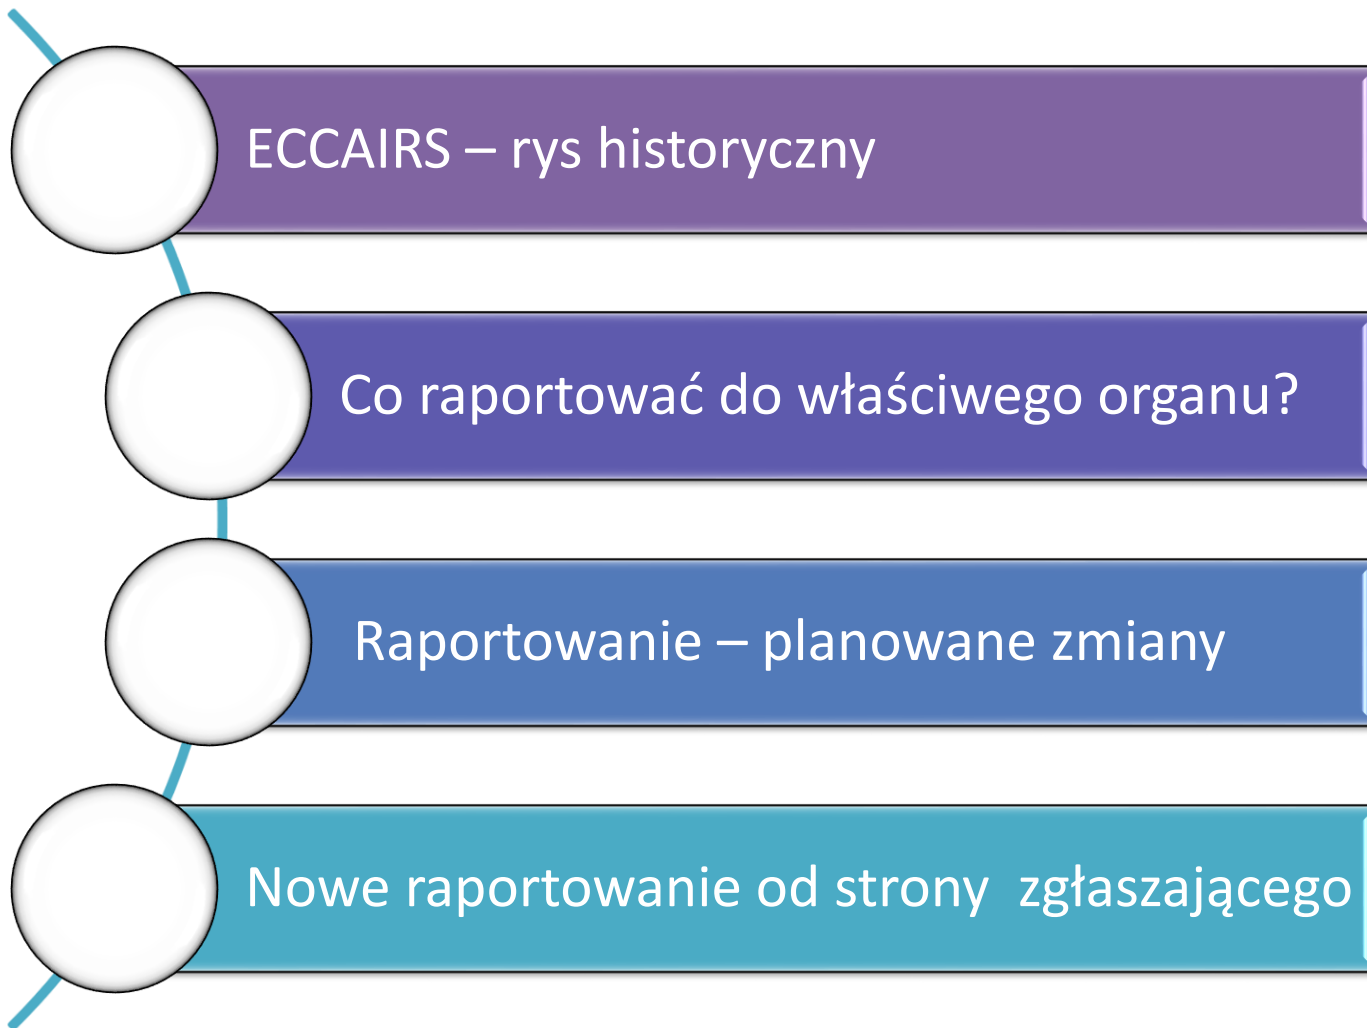 ECCAIRS – rys historyczny
Co raportować do właściwego organu?
Raportowanie – planowane zmiany
Nowe raportowanie od strony zgłaszającego